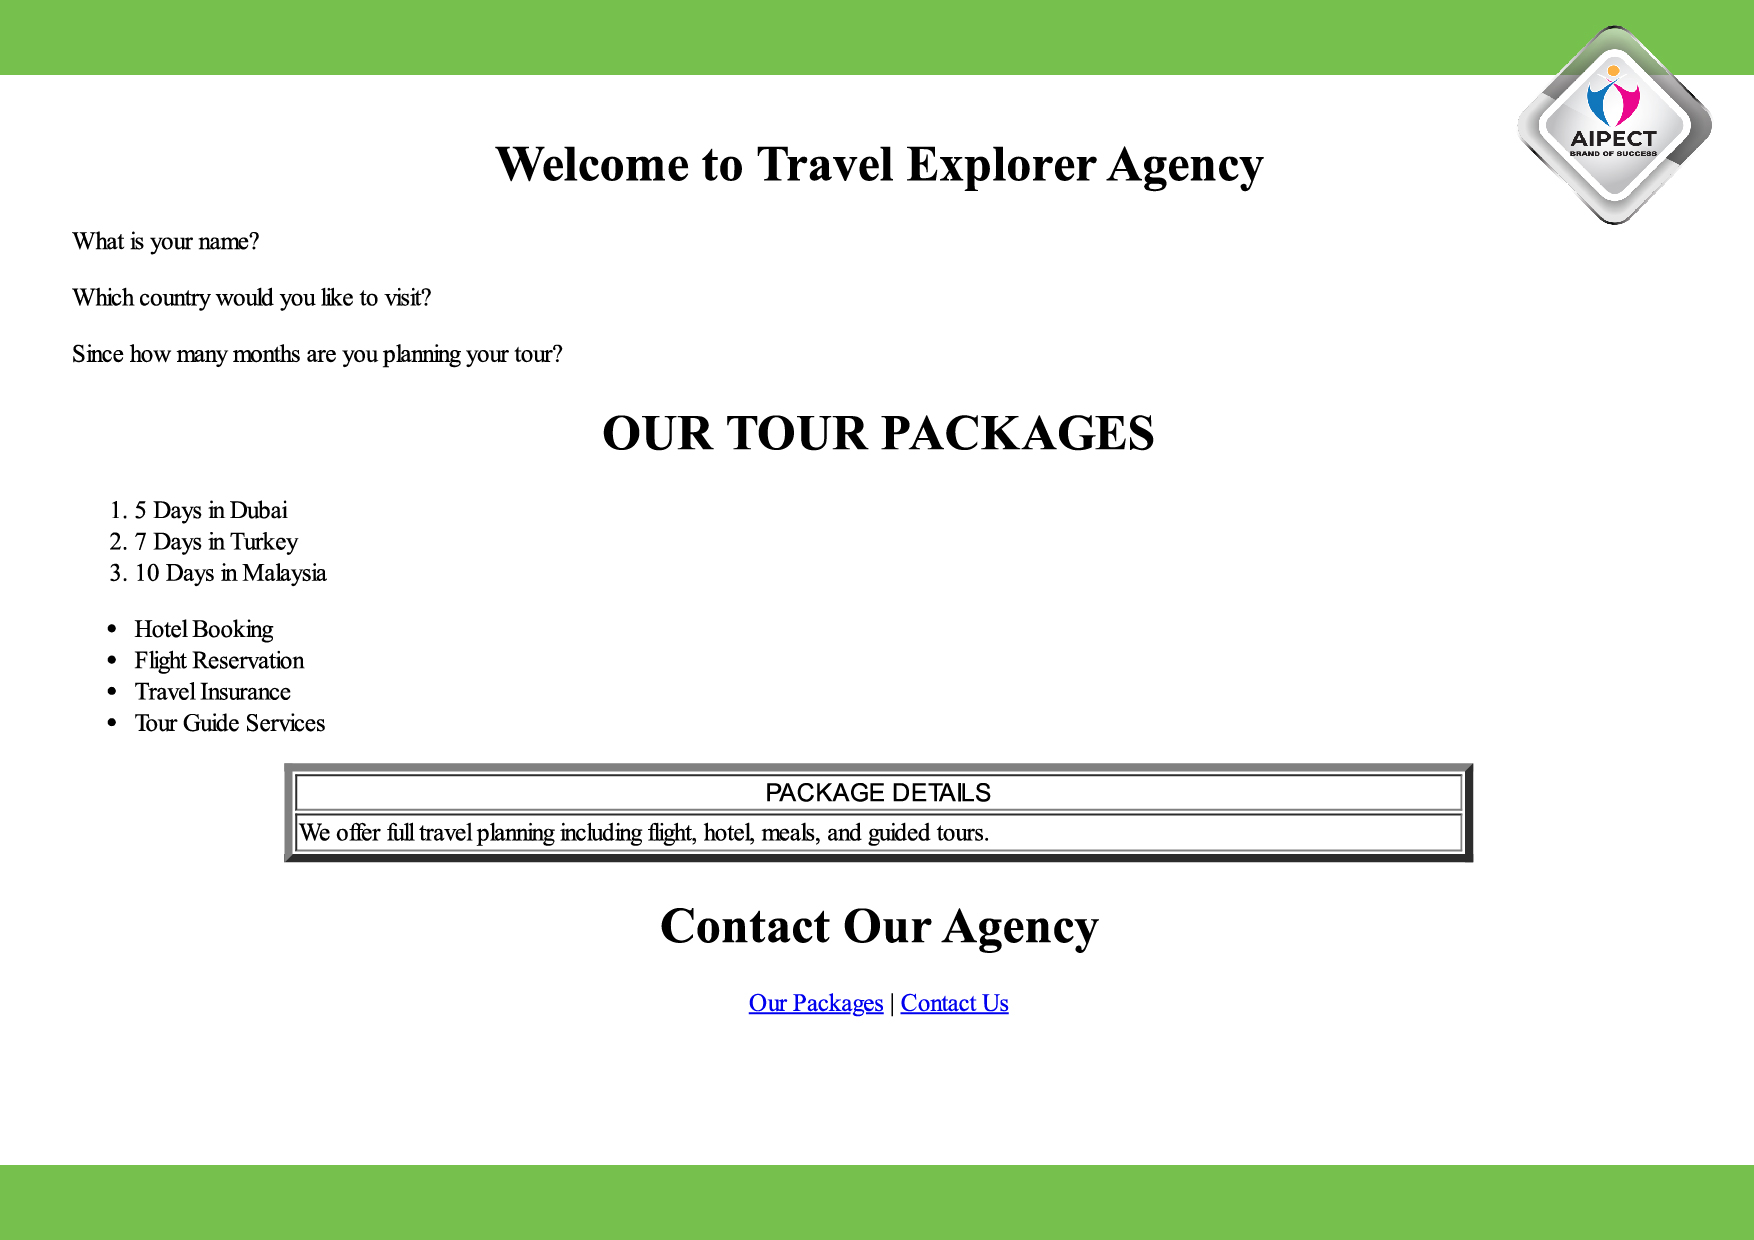 AIPECT
BRAND OF SUCCESS
Welcome to Travel Explorer Agency
What is your name?
Which country would you like to visit?
Since how many months are you planning your tour?
OUR TOUR PACKAGES
1. 5 Days in Dubai
2. 7 Days in Turkey
3. 10 Days in Malaysia
• Hotel Booking
• Flight Reservation
• Travel Insurance
• Tour Guide Services
PACKAGE DETAILS
We offer full travel planning including flight, hotel, meals, and guided tours.
Contact Our Agency
Our Packages | Contact Us